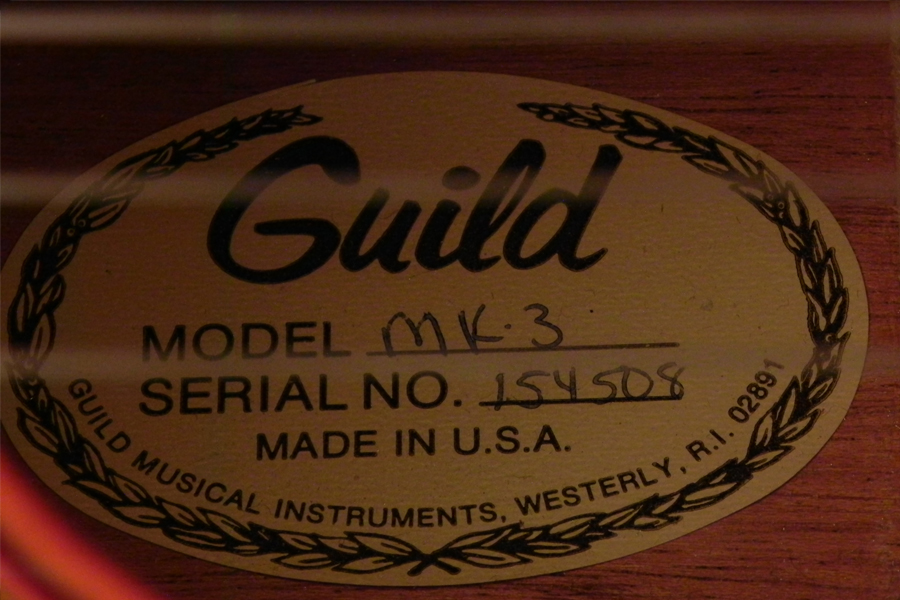 Guild
MODEL MK-3
SERIAL NO. 154508
MADE IN U.S.A.
GUILD MUSICAL INSTRUMENTS, WESTERLY, R.I. 02891